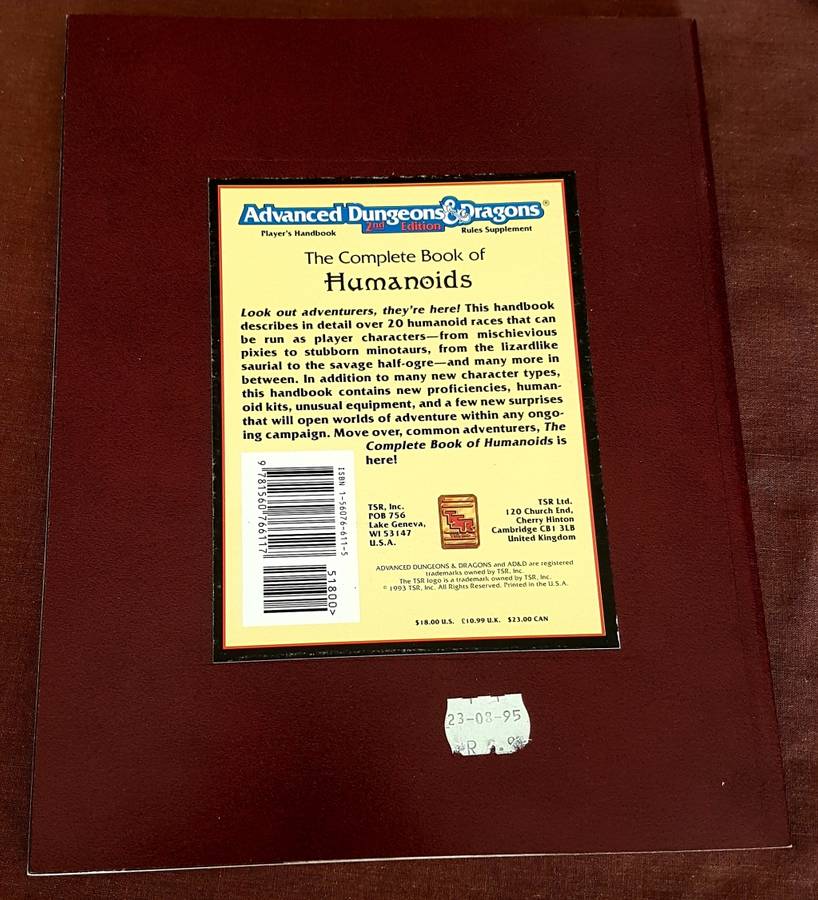 Advanced Dungeons & Dragons®
2nd Edition
Player's Handbook
Rules Supplement
The Complete Book of
Humanoids
Look out adventurers, they're here! This handbook
describes in detail over 20 humanoid races that can
be run as player characters—from mischievious
pixies to stubborn minotaurs, from the lizardlike
saurial to the savage half-ogre—and many more in
between. In addition to many new character types,
this handbook contains new proficiencies, human-
oid kits, unusual equipment, and a few new surprises
that will open worlds of adventure within any ongo-
ing campaign. Move over, common adventurers, The
Complete Book of Humanoids is
here!
ISBN 1-56076-611-5
9 781560 766117
51800>
TSR, Inc.
POB 756
Lake Geneva,
WI 53147
U.S.A.
TSR
TSR Ltd.
120 Church End,
Cherry Hinton
Cambridge CB1 3LB
United Kingdom
ADVANCED DUNGEONS & DRAGONS and AD&D are registered
trademarks owned by TSR, Inc.
The TSR logo is a trademark owned by TSR, Inc.
© 1993 TSR, Inc. All Rights Reserved. Printed in the U.S.A.
$18.00 U.S. £10.99 U.K. $23.00 CAN
23-08-95